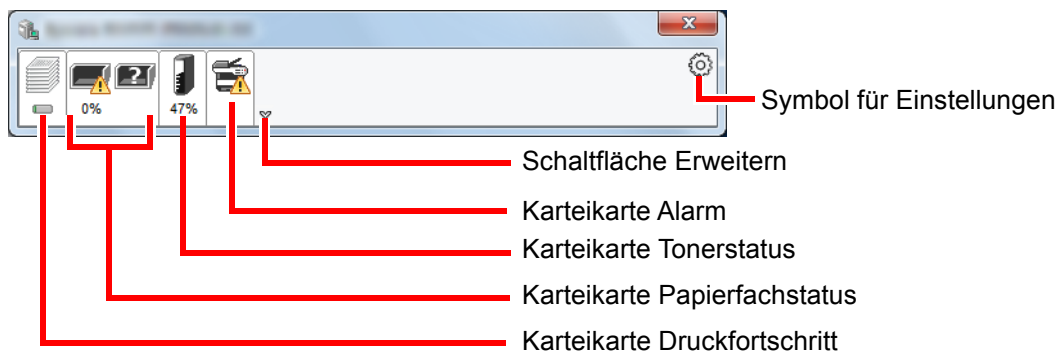 0%
47%
Symbol für Einstellungen
Schaltfläche Erweitern
Karteikarte Alarm
Karteikarte Tonerstatus
Karteikarte Papierfachstatus
Karteikarte Druckfortschritt